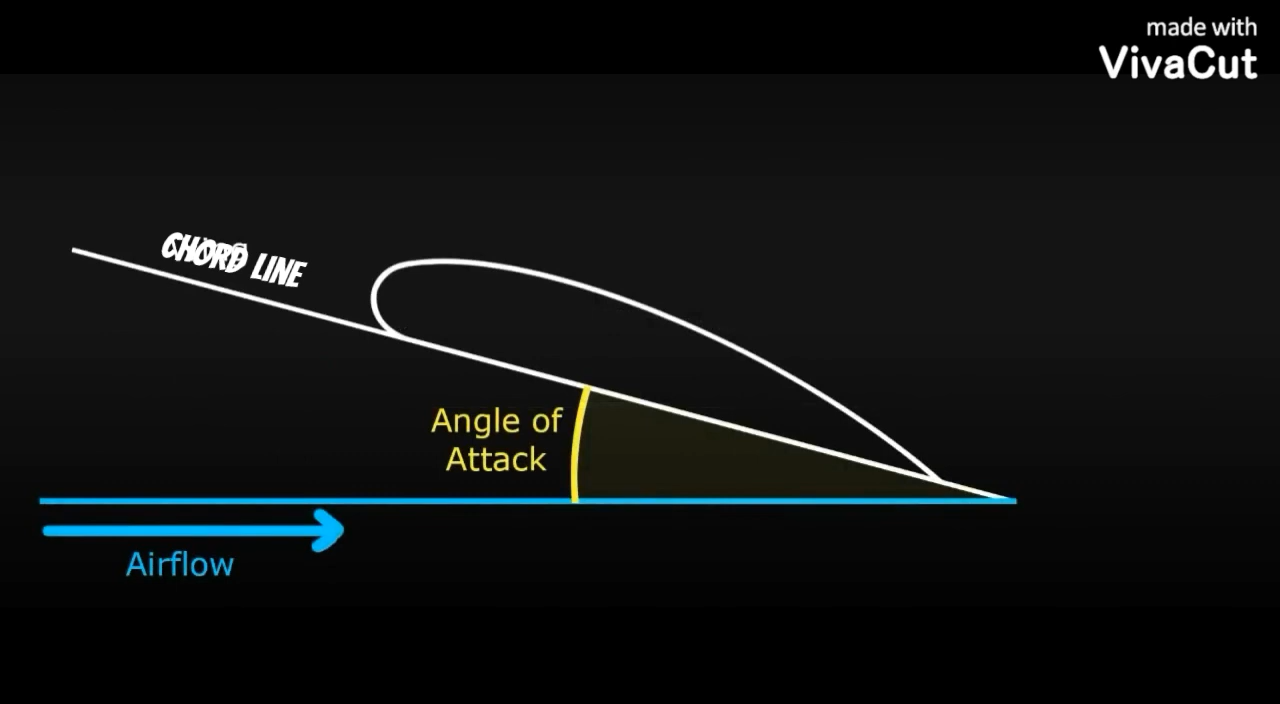 made with
VivaCut
CHORD LINE
Angle of
Attack
Airflow